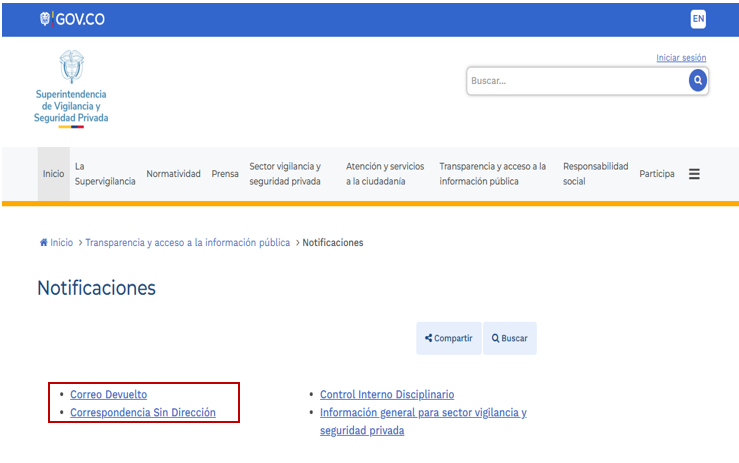 GOV.CO
EN
Iniciar sesión
Buscar...
Superintendencia
de Vigilancia y
Seguridad Privada
Inicio
La
Supervigilancia
Normatividad
Prensa
Sector vigilancia y
seguridad privada
Atención y servicios
a la ciudadanía
Transparencia y acceso a la
información pública
Responsabilidad
social
Participa
Inicio > Transparencia y acceso a la información pública > Notificaciones
Notificaciones
Compartir
Buscar
• Correo Devuelto
• Correspondencia Sin Dirección
• Control Interno Disciplinario
• Información general para sector vigilancia y
seguridad privada